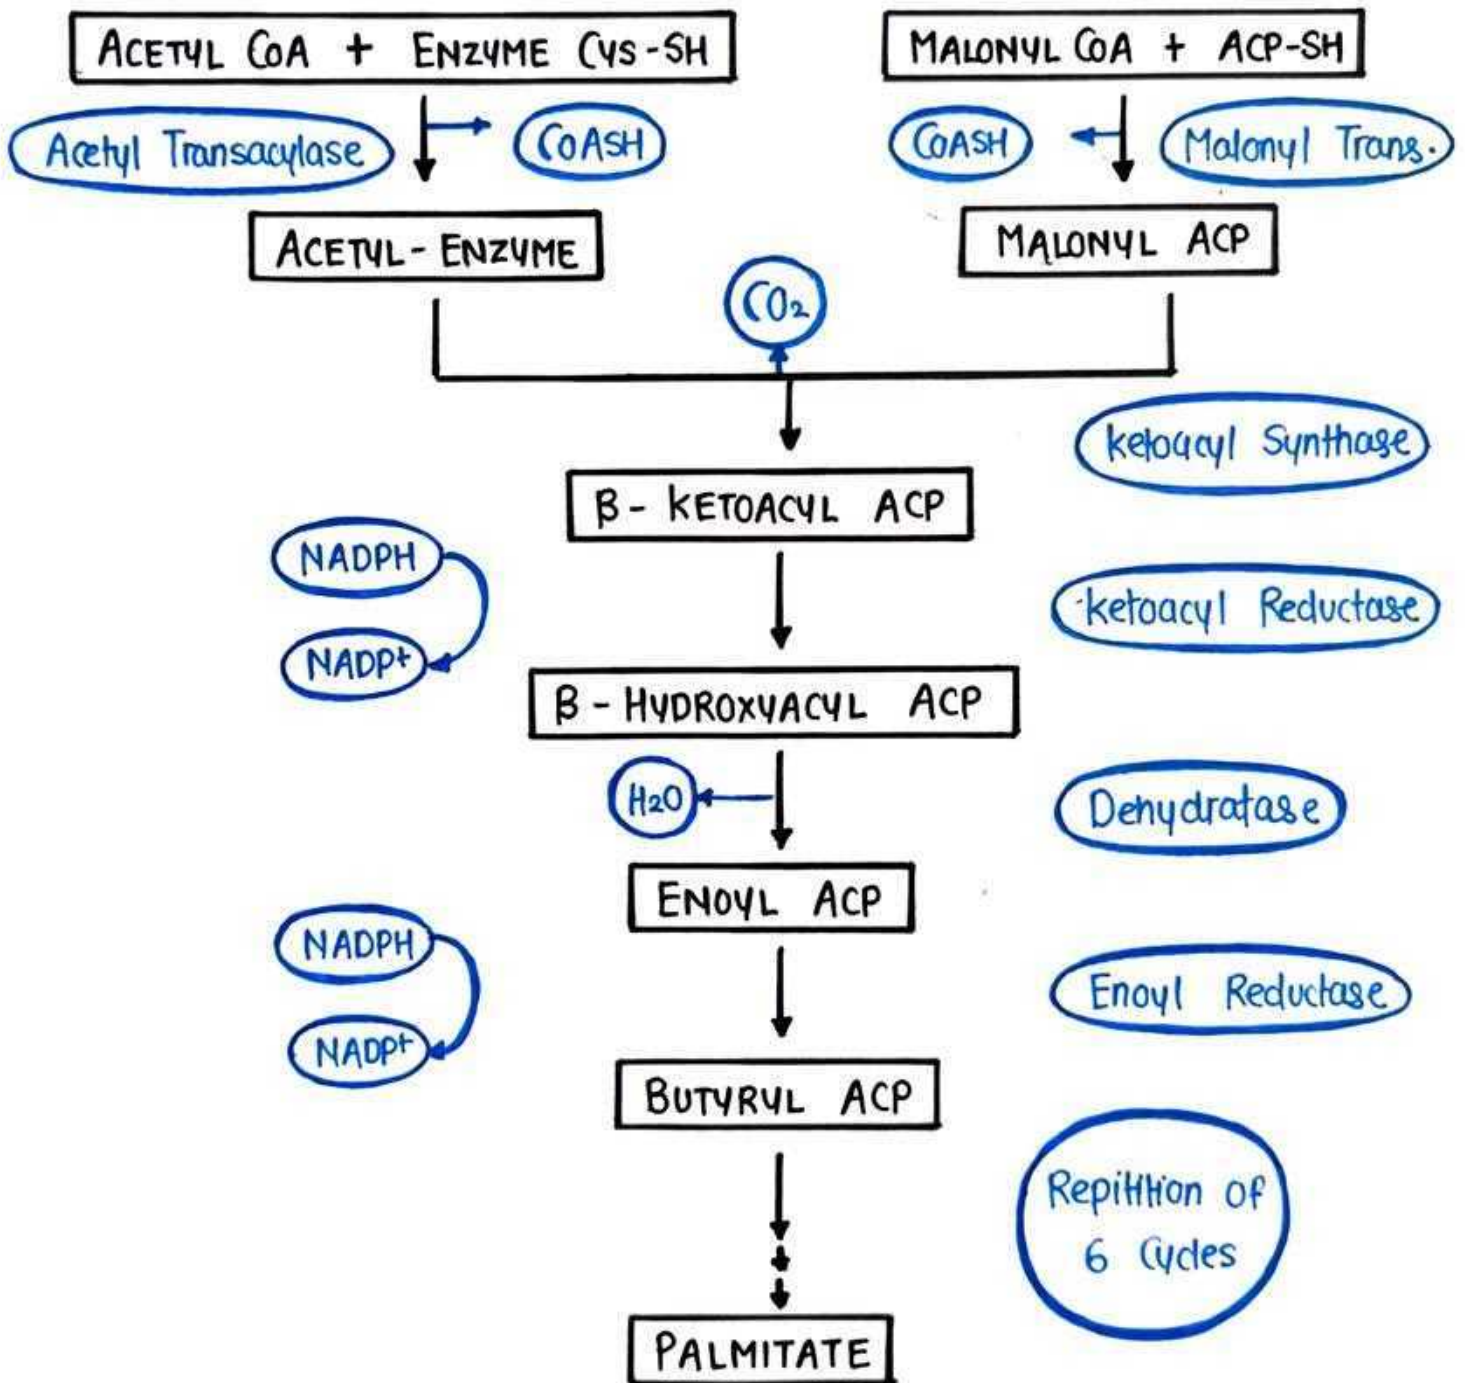 ACETYL CoA + ENZYME CYS-SH
MALONYL CoA + ACP-SH
Acetyl Transacylase
CoASH
CoASH
Malonyl Trans.
ACETYL - ENZYME
MALONYL ACP
CO₂
ketoacyl Synthase
β - KETOACYL ACP
NADPH
ketoacyl Reductase
NADP+
β - HYDROXYACYL ACP
H2O
Dehydratase
ENOYL ACP
NADPH
Enoyl Reductase
NADP+
BUTYRYL ACP
Repittion of
6 Cycles
PALMITATE